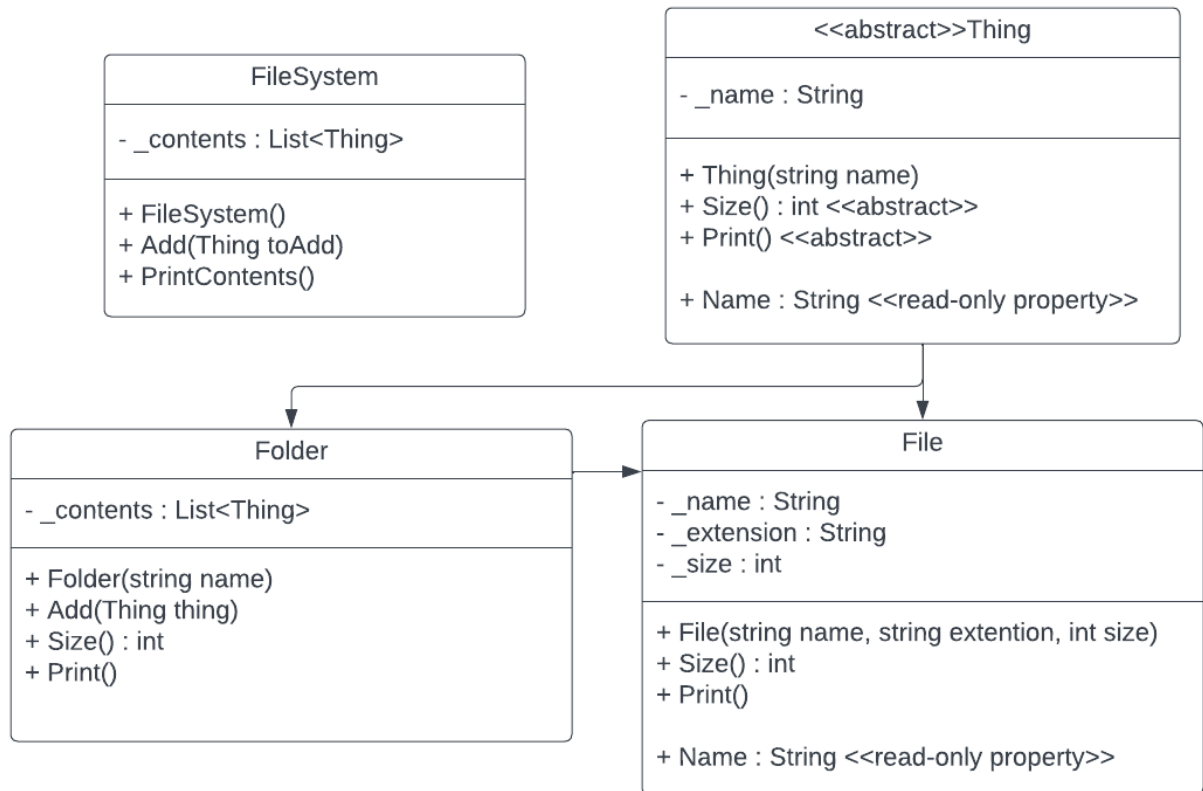 FileSystem
- _contents : List<Thing>
+ FileSystem()
+ Add(Thing toAdd)
+ PrintContents()
<<abstract>>Thing
- _name : String
+ Thing(string name)
+ Size() : int <<abstract>>
+ Print() <<abstract>>
+ Name : String <<read-only property>>
Folder
- _contents : List<Thing>
+ Folder(string name)
+ Add(Thing thing)
+ Size() : int
+ Print()
File
- _name : String
- _extension : String
- _size : int
+ File(string name, string extention, int size)
+ Size() : int
+ Print()
+ Name : String <<read-only property>>